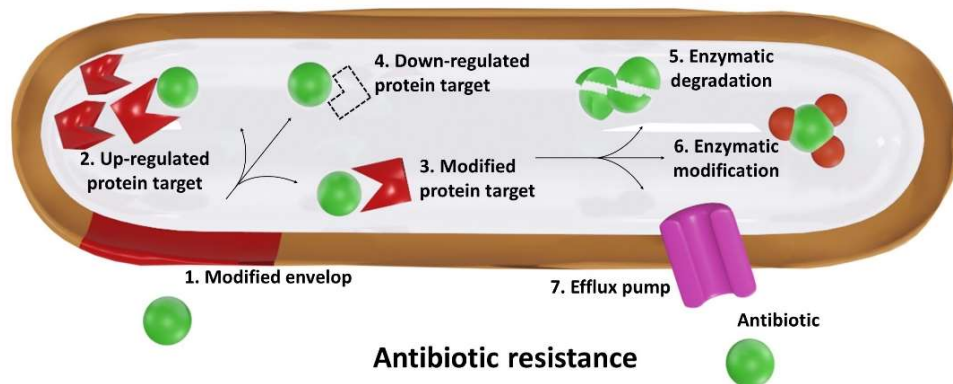 4. Down-regulated
protein target
5. Enzymatic
degradation
2. Up-regulated
protein target
3. Modified
protein target
6. Enzymatic
modification
1. Modified envelop
7. Efflux pump
Antibiotic
Antibiotic resistance